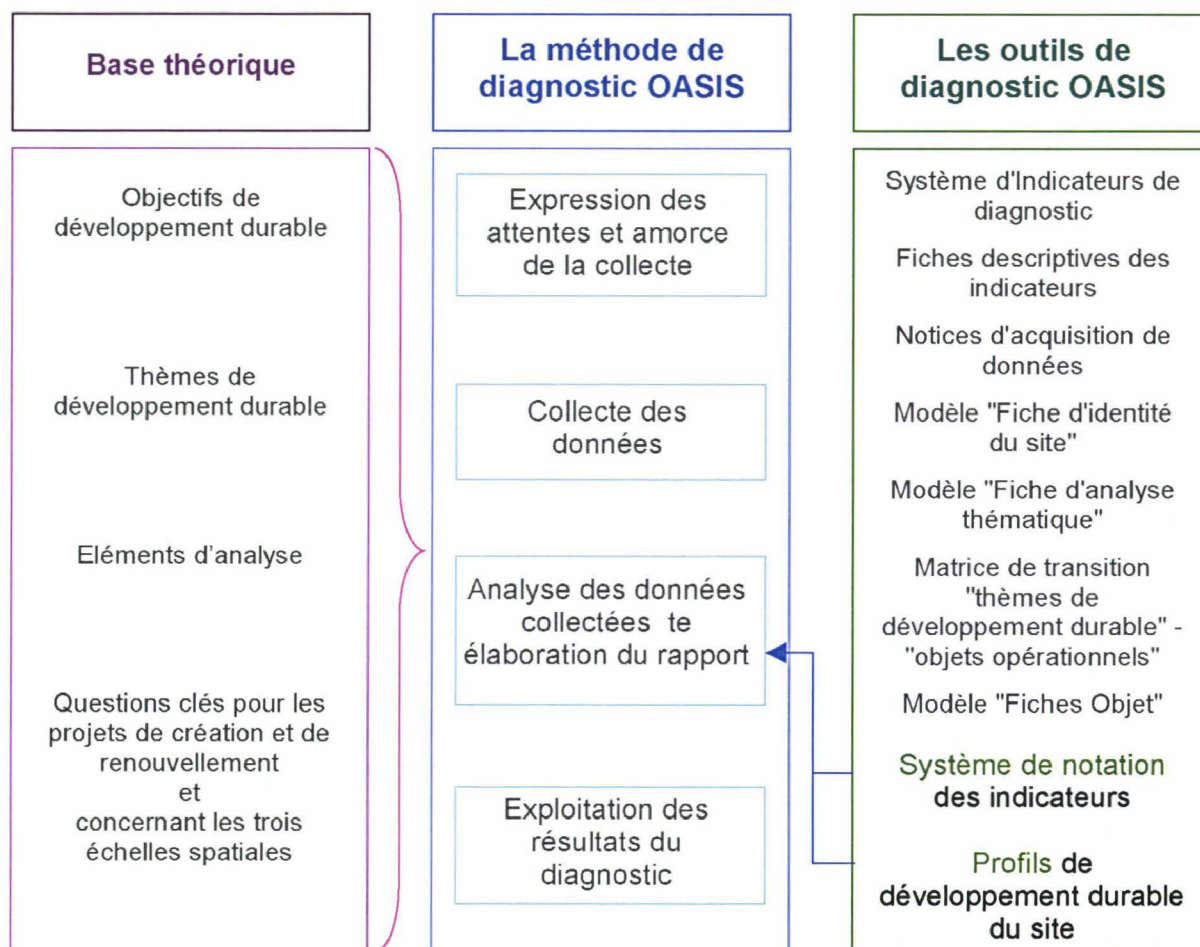 Base théorique
Objectifs de
développement durable
Thèmes de
développement durable
Eléments d'analyse
Questions clés pour les
projets de création et de
renouvellement
et
concernant les trois
échelles spatiales
La méthode de
diagnostic OASIS
Expression des
attentes et amorce
de la collecte
Collecte des
données
Analyse des données
collectées te
élaboration du rapport
Exploitation des
résultats du
diagnostic
Les outils de
diagnostic OASIS
Système d'Indicateurs de
diagnostic
Fiches descriptives des
indicateurs
Notices d'acquisition de
données
Modèle "Fiche d'identité
du site"
Modèle "Fiche d'analyse
thématique"
Matrice de transition
"thèmes de
développement durable" -
"objets opérationnels"
Modèle "Fiches Objet"
Système de notation
des indicateurs
Profils de
développement durable
du site